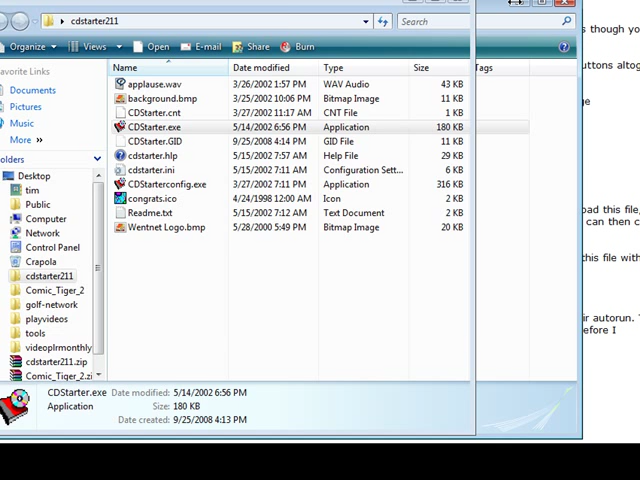 cdstarter211
Search
s though yo
Organize Views Open E-mail Share Burn
avorite Links
Name Date modified Type Size Tags
uttons altog
applause.wav 3/26/2002 1:57 PM WAV Audio 43 KB
Documents
background.bmp 3/25/2002 10:06 PM Bitmap Image 11 KB
ge
Pictures
CDStarter.cnt 3/27/2002 11:17 AM CNT File 1 KB
Music
CDStarter.exe 5/14/2002 6:56 PM Application 180 KB
More
CDStarter.GID 9/25/2008 4:14 PM GID File 11 KB
olders
cdstarter.hlp 5/15/2002 7:57 AM Help File 29 KB
Desktop
cdstarter.ini 5/15/2002 7:11 AM Configuration Sett... 6 KB
tim
CDStarterconfig.exe 3/27/2002 7:11 PM Application 316 KB
Public
congrats.ico 4/24/1998 12:00 AM Icon 2 KB
oad this file,
Computer
Readme.txt 5/15/2002 7:12 AM Text Document 2 KB
can then c
Network
Wentnet Logo.bmp 5/28/2000 5:49 PM Bitmap Image 20 KB
Control Panel
Crapola
his file with
cdstarter211
Comic_Tiger_2
golf-network
playvideos
ir autorun.
tools
efore I
videoplrmonthly
cdstarter211.zip
Comic_Tiger_2.zi
CDStarter.exe Date modified: 5/14/2002 6:56 PM
Application Size: 180 KB
Date created: 9/25/2008 4:13 PM